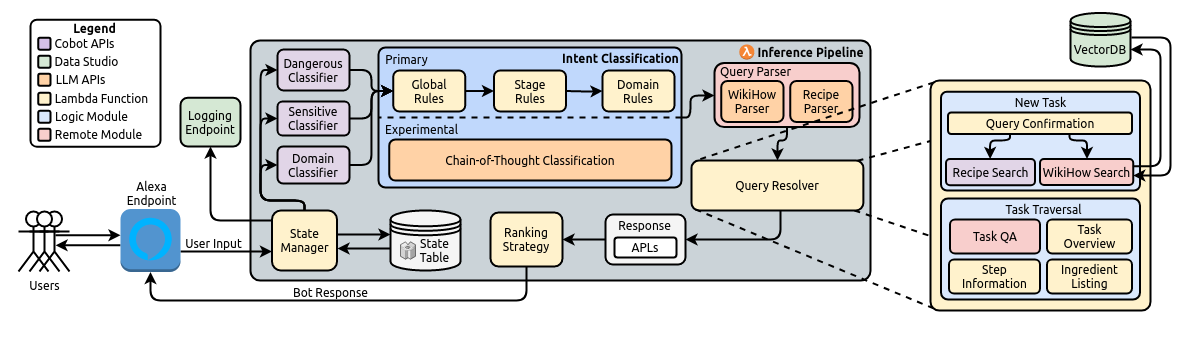 Legend
Cobot APIs
Data Studio
LLM APIs
Lambda Function
Logic Module
Remote Module
Logging
Endpoint
Alexa
Endpoint
Users
User Input
Bot Response
λ Inference Pipeline
Dangerous
Classifier
Sensitive
Classifier
Domain
Classifier
State
Manager
State
Table
Intent Classification
Primary
Global
Rules
Stage
Rules
Domain
Rules
Experimental
Chain-of-Thought Classification
Query Parser
WikiHow
Parser
Recipe
Parser
Query Resolver
Response
APLs
Ranking
Strategy
VectorDB
New Task
Query Confirmation
Recipe Search
WikiHow Search
Task Traversal
Task QA
Task
Overview
Step
Information
Ingredient
Listing